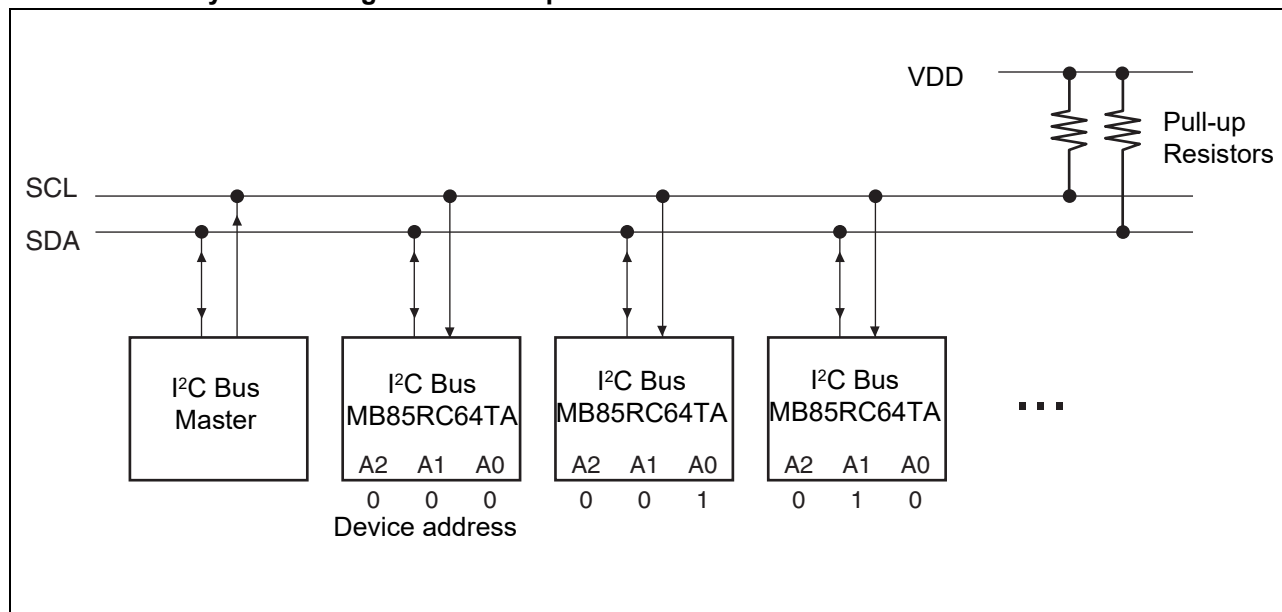 VDD
Pull-up
Resistors
SCL
SDA
I²C Bus
Master
I²C Bus
MB85RC64TA
A2 A1 A0
0 0 0
Device address
I²C Bus
MB85RC64TA
A2 A1 A0
0 0 1
I²C Bus
MB85RC64TA
A2 A1 A0
0 1 0
...